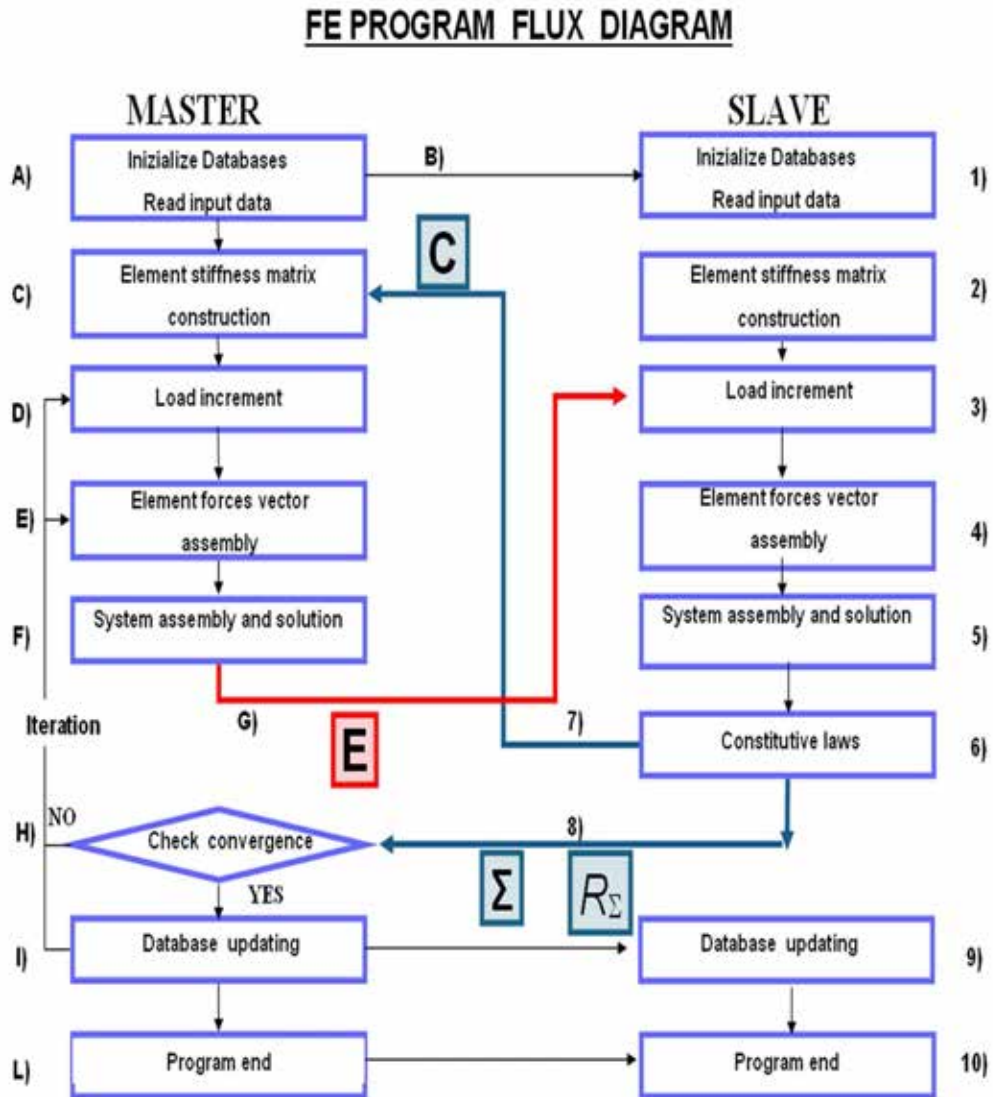 FE PROGRAM FLUX DIAGRAM
MASTER
SLAVE
A)
Inizialize Databases
Read input data
B)
Inizialize Databases
Read input data
1)
C
C)
Element stiffness matrix
construction
Element stiffness matrix
construction
2)
D)
Load increment
Load increment
3)
E)
Element forces vector
assembly
Element forces vector
assembly
4)
F)
System assembly and solution
System assembly and solution
5)
Iteration
G)
E
7)
Constitutive laws
6)
NO
H)
Check convergence
8)
YES
Σ
RΣ
I)
Database updating
Database updating
9)
L)
Program end
Program end
10)